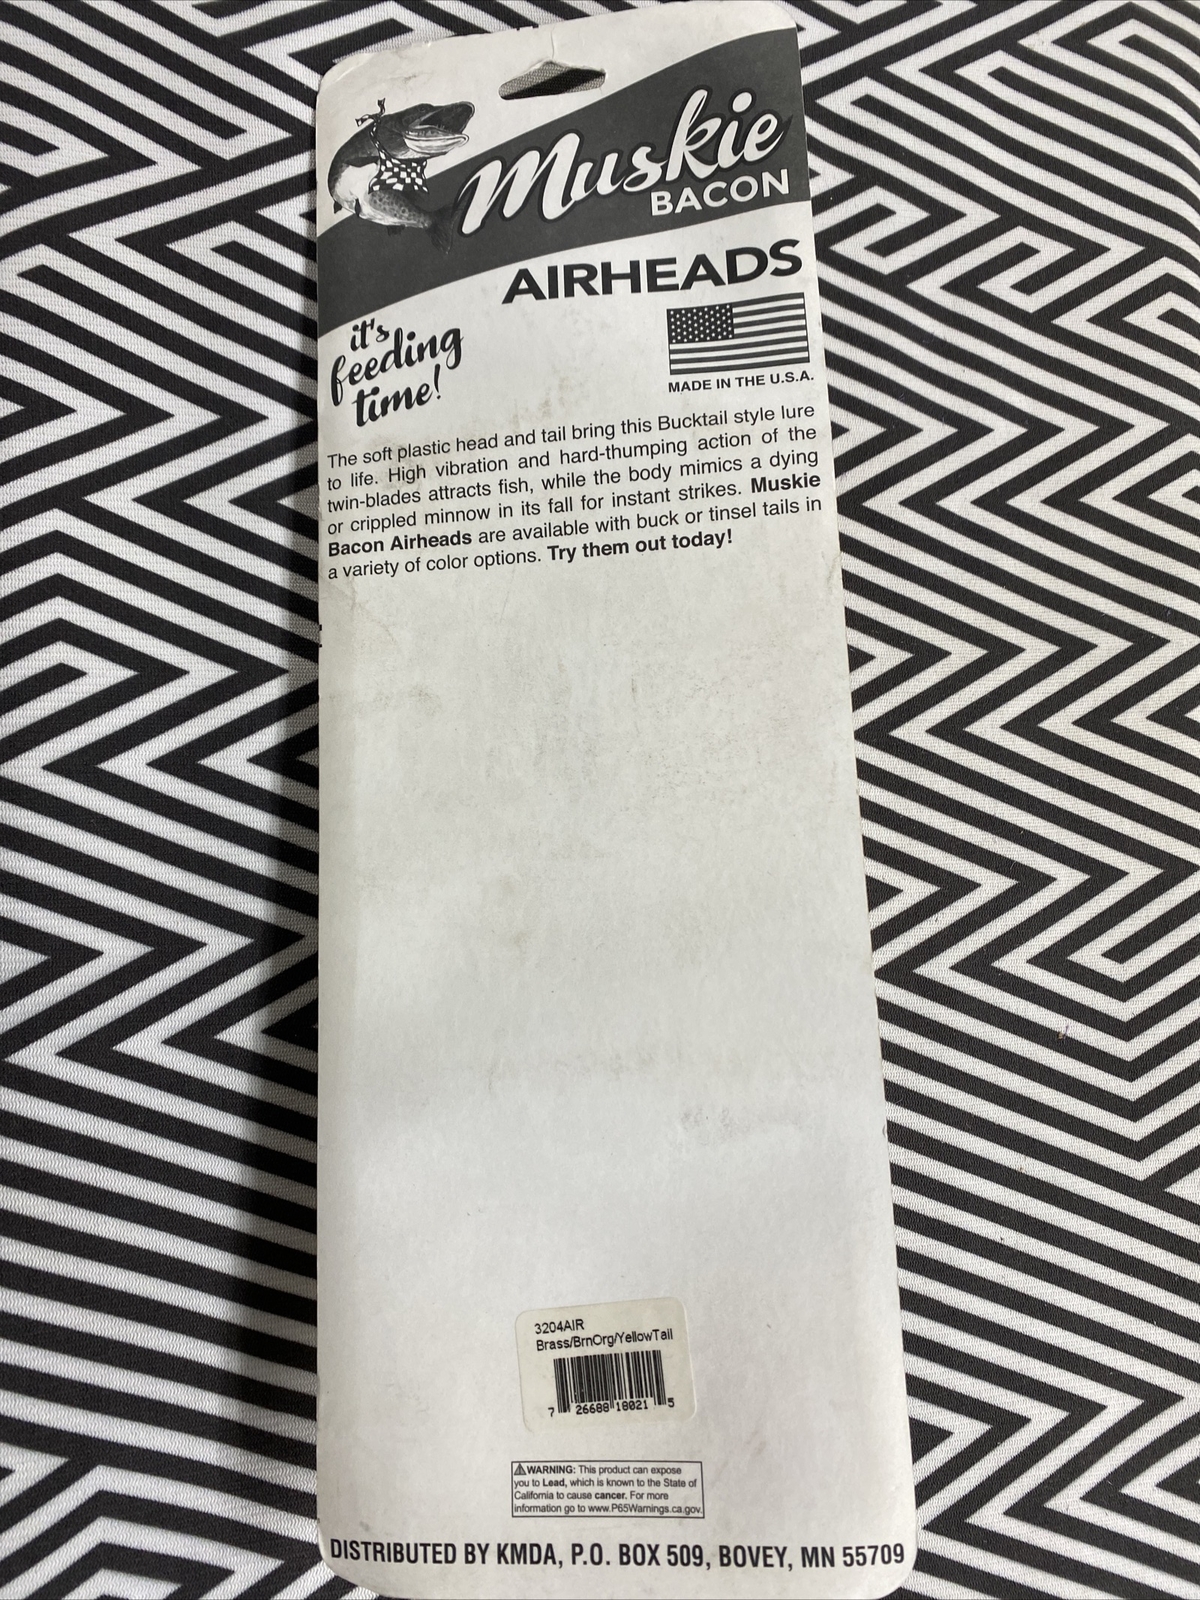 Muskie
BACON
AIRHEADS
it's
feeding
time!
MADE IN THE U.S.A.
The soft plastic head and tail bring this Bucktail style lure
to life. High vibration and hard-thumping action of the
twin-blades attracts fish, while the body mimics a dying
or crippled minnow in its fall for instant strikes. Muskie
Bacon Airheads are available with buck or tinsel tails in
a variety of color options. Try them out today!
3204AIR
Brass/BrnOrg/YellowTail
7 26688 18021 5
WARNING: This product can expose
you to Lead, which is known to the State of
California to cause cancer. For more
information go to www.P65Warnings.ca.gov.
DISTRIBUTED BY KMDA, P.O. BOX 509, BOVEY, MN 55709